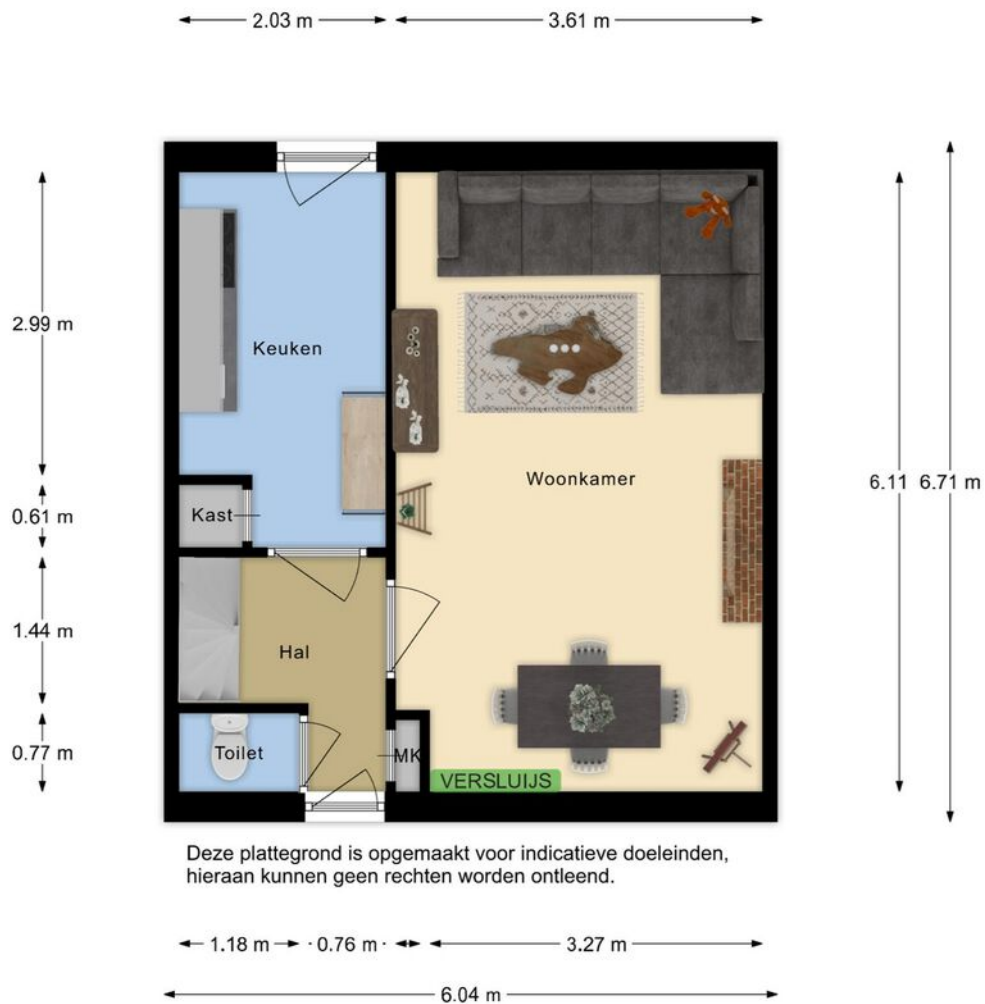 2.03 m
3.61 m
2.99 m
Keuken
Woonkamer
6.11
6.71 m
0.61 m
Kast
1.44 m
Hal
0.77 m
Toilet
MK
VERSLUIJS
Deze plattegrond is opgemaakt voor indicatieve doeleinden,
hieraan kunnen geen rechten worden ontleend.
1.18 m
0.76 m
3.27 m
6.04 m